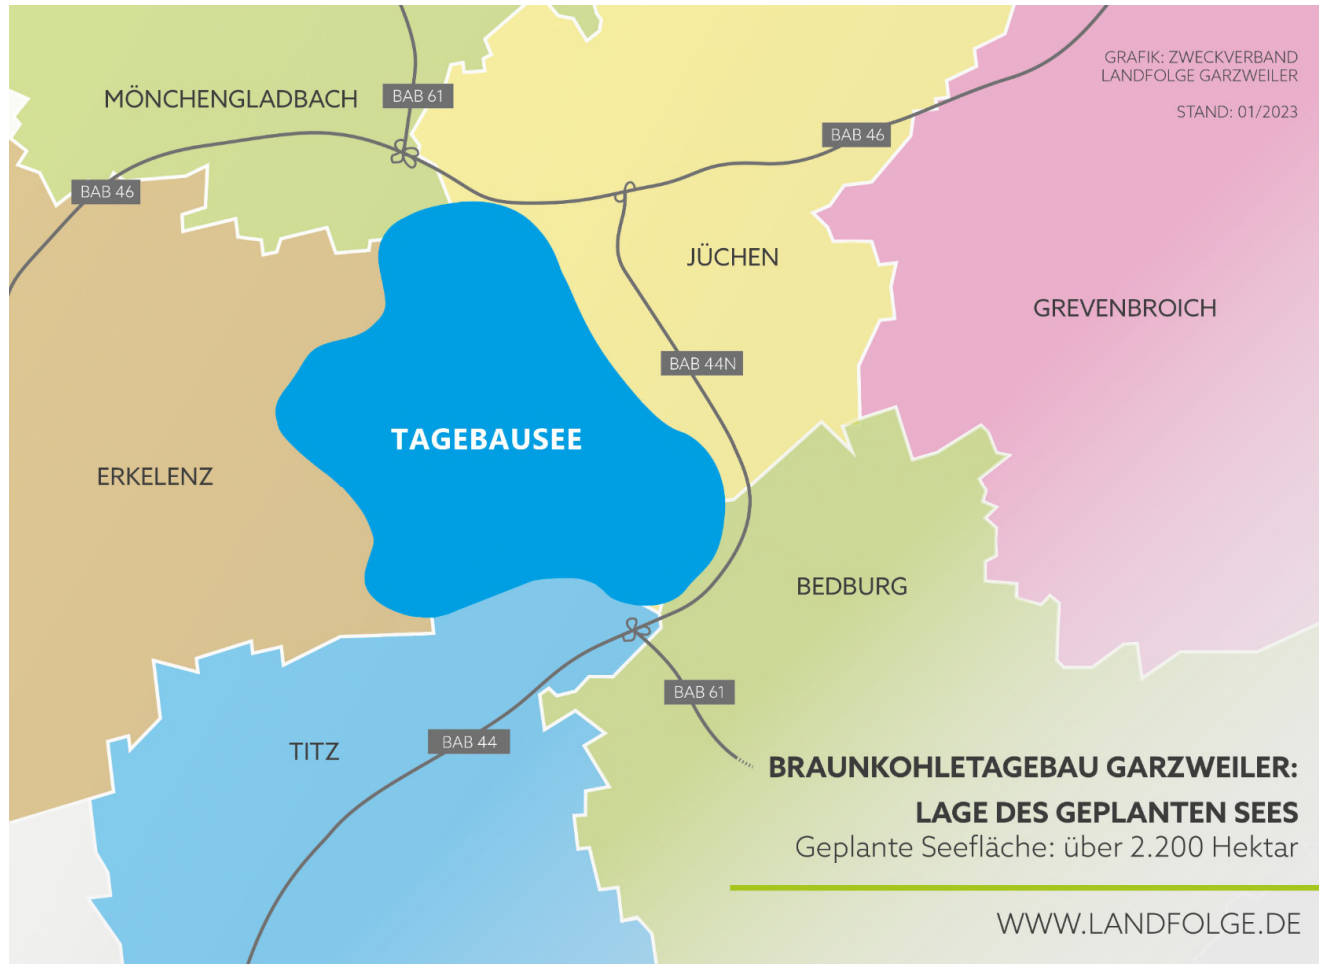 GRAFIK: ZWECKVERBAND
LANDFOLGE GARZWEILER
STAND: 01/2023
MÖNCHENGLADBACH
BAB 61
BAB 46
BAB 46
JÜCHEN
GREVENBROICH
BAB 44N
TAGEBAUSEE
ERKELENZ
BEDBURG
BAB 61
TITZ
BAB 44
BRAUNKOHLETAGEBAU GARZWEILER:
LAGE DES GEPLANTEN SEES
Geplante Seefläche: über 2.200 Hektar
WWW.LANDFOLGE.DE